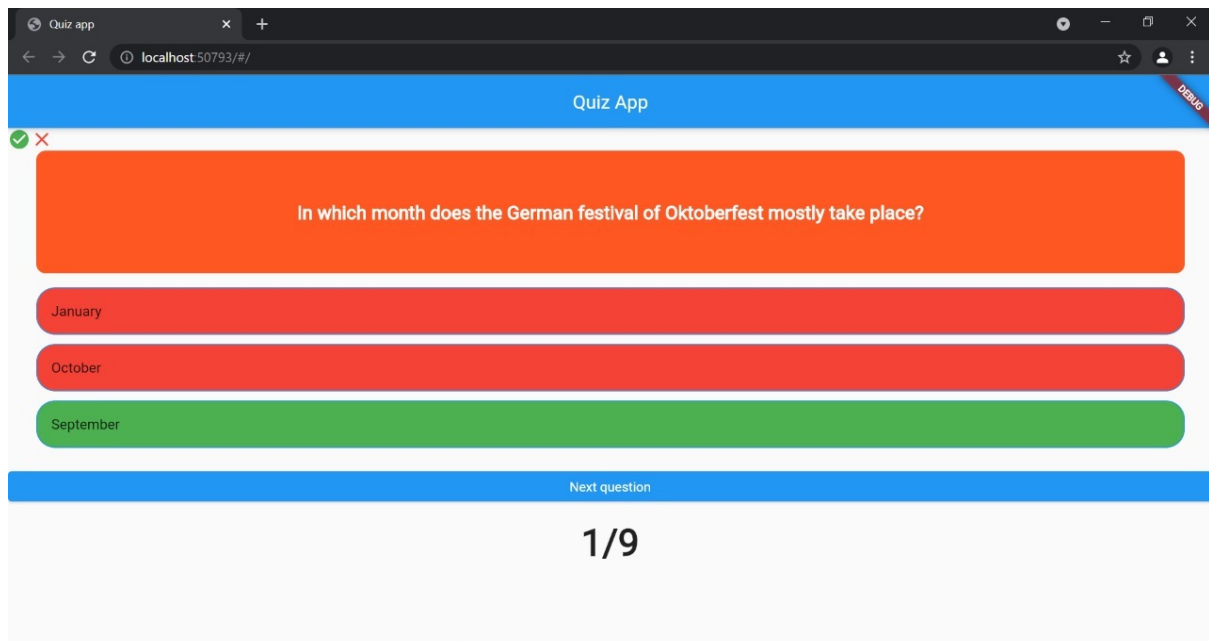 Quiz app
localhost:50793/#/
Quiz App
DEBUG
In which month does the German festival of Oktoberfest mostly take place?
January
October
September
Next question
1/9